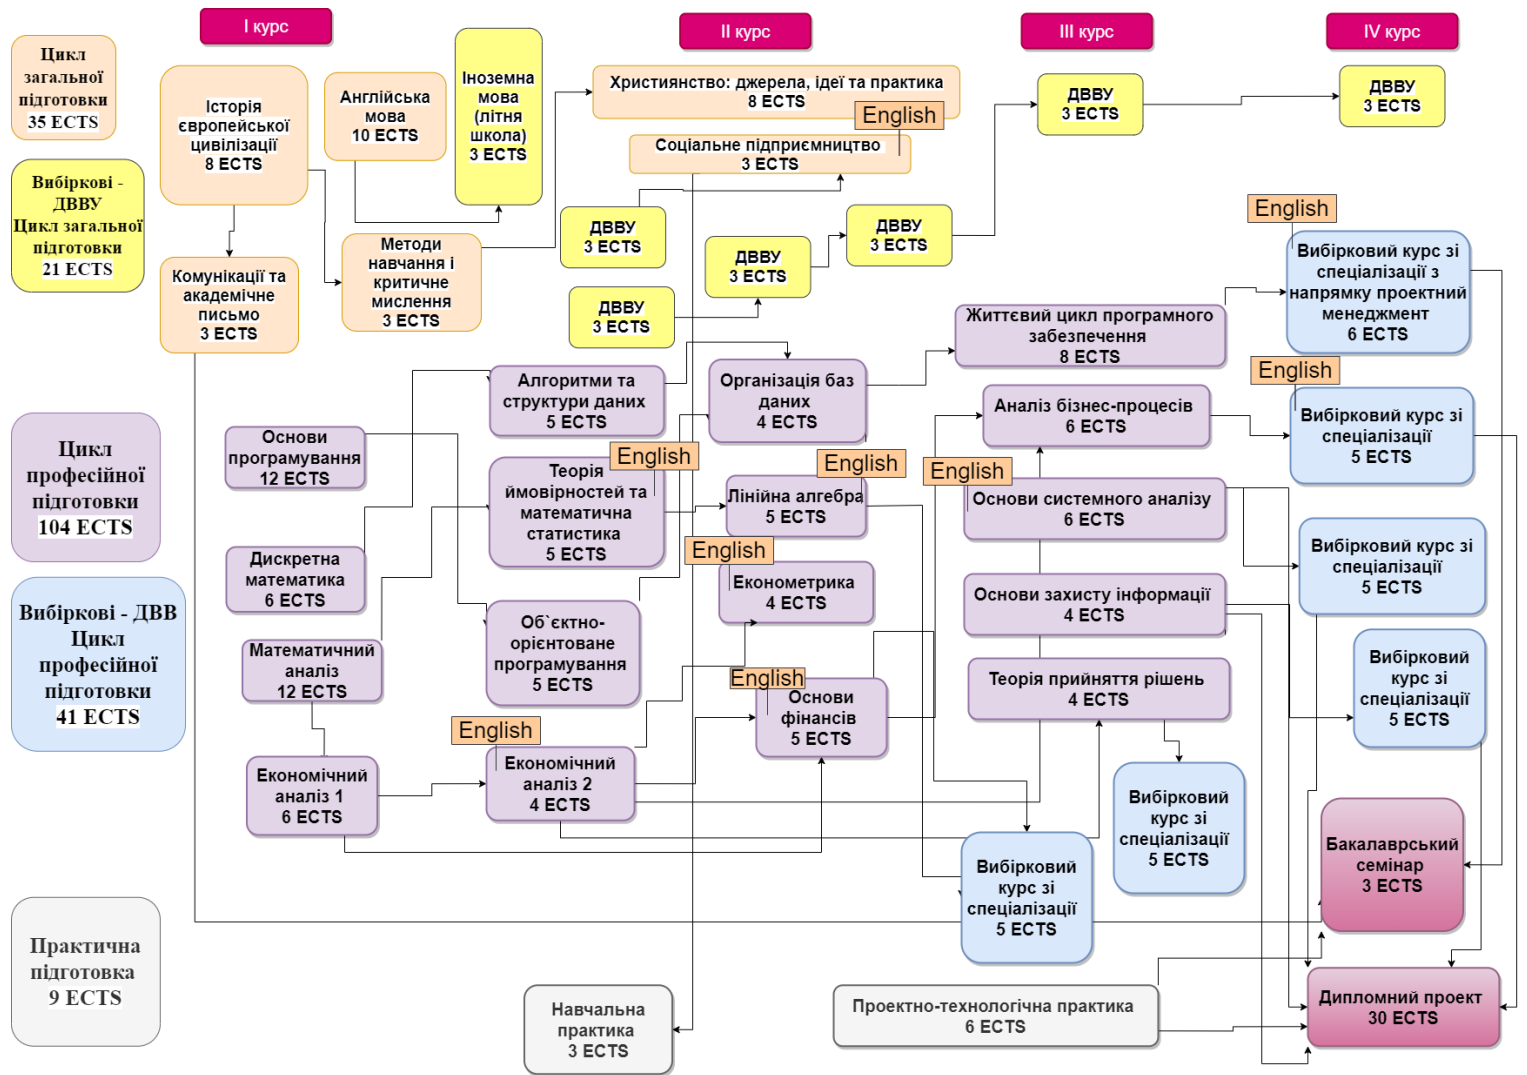 I курс
II курс
III курс
IV курс
Цикл
загальної
підготовки
35 ECTS
Вибіркові -
ДВВУ
Цикл загальної
підготовки
21 ECTS
Цикл
професійної
підготовки
104 ECTS
Вибіркові - ДВВ
Цикл
професійної
підготовки
41 ECTS
Практична
підготовка
9 ECTS
Історія
європейської
цивілізації
8 ECTS
Англійська
мова
10 ECTS
Іноземна
мова
(літня
школа)
3 ECTS
Комунікації та
академічне
письмо
3 ECTS
Методи
навчання і
критичне
мислення
3 ECTS
Основи
програмування
12 ECTS
Дискретна
математика
6 ECTS
Математичний
аналіз
12 ECTS
Економічний
аналіз 1
6 ECTS
Християнство: джерела, ідеї та практика
8 ECTS
English
Соціальне підприємництво
3 ECTS
ДВВУ
3 ECTS
ДВВУ
3 ECTS
ДВВУ
3 ECTS
ДВВУ
3 ECTS
Алгоритми та
структури даних
5 ECTS
English
Теорія
ймовірностей та
математична
статистика
5 ECTS
Об`єктно-
орієнтоване
програмування
5 ECTS
English
Економічний
аналіз 2
4 ECTS
Організація баз
даних
4 ECTS
English
Лінійна алгебра
5 ECTS
English
Економетрика
4 ECTS
English
Основи
фінансів
5 ECTS
Навчальна
практика
3 ECTS
ДВВУ
3 ECTS
Життєвий цикл програмного
забезпечення
8 ECTS
Аналіз бізнес-процесів
6 ECTS
English
Основи системного аналізу
6 ECTS
Основи захисту інформації
4 ECTS
Теорія прийняття рішень
4 ECTS
Вибірковий
курс зі
спеціалізації
5 ECTS
Вибірковий
курс зі
спеціалізації
5 ECTS
Проектно-технологічна практика
6 ECTS
ДВВУ
3 ECTS
English
Вибірковий курс зі
спеціалізації з
напрямку проектний
менеджмент
6 ECTS
English
Вибірковий курс зі
спеціалізації
5 ECTS
Вибірковий курс зі
спеціалізації
5 ECTS
Вибірковий
курс зі
спеціалізації
5 ECTS
Бакалаврський
семінар
3 ECTS
Дипломний проект
30 ECTS